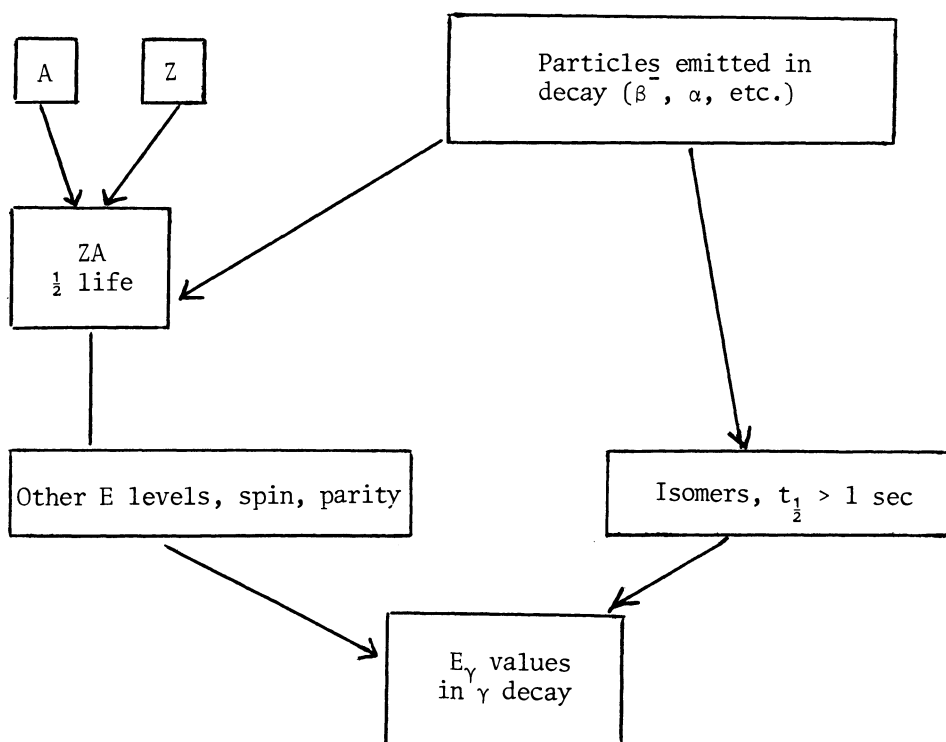 A
Z
Particles emitted in
decay (β⁻, α, etc.)
ZA
½ life
Other E levels, spin, parity
Isomers, t½ > 1 sec
Eγ values
in γ decay